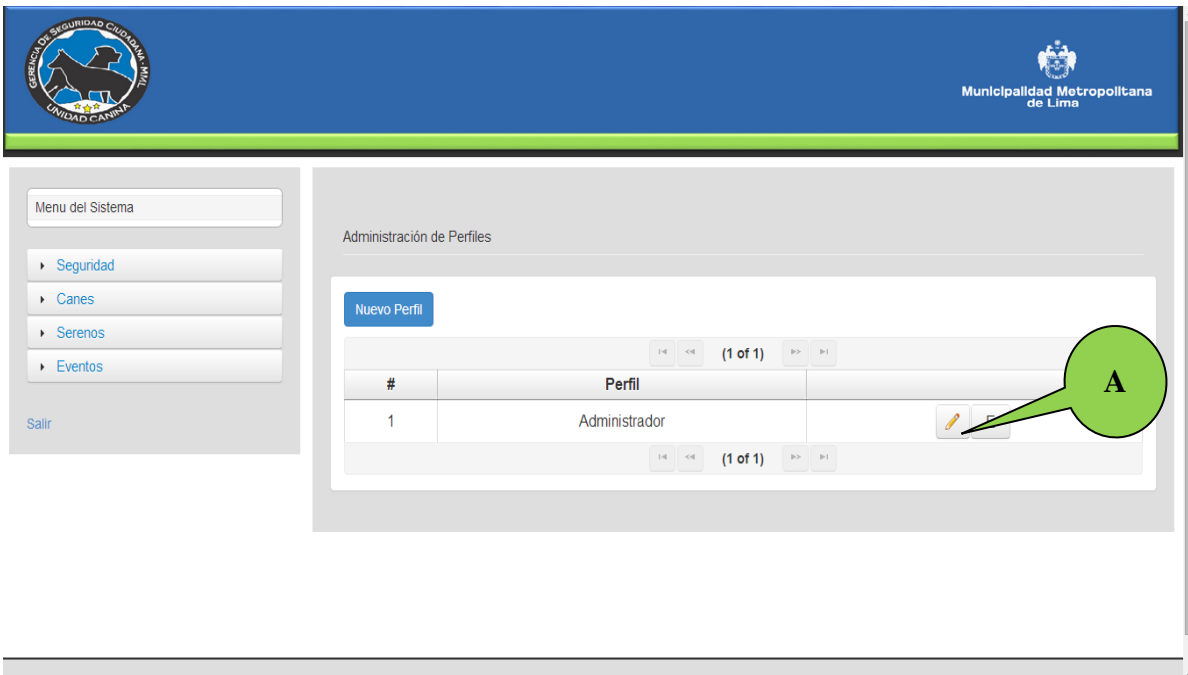 GERENCIA DE SEGURIDAD CIUDADANA - MML
UNIDAD CANINA
Municipalidad Metropolitana
de Lima
Menu del Sistema
Seguridad
Canes
Serenos
Eventos
Salir
Administración de Perfiles
Nuevo Perfil
(1 of 1)
# Perfil
1 Administrador
(1 of 1)
A